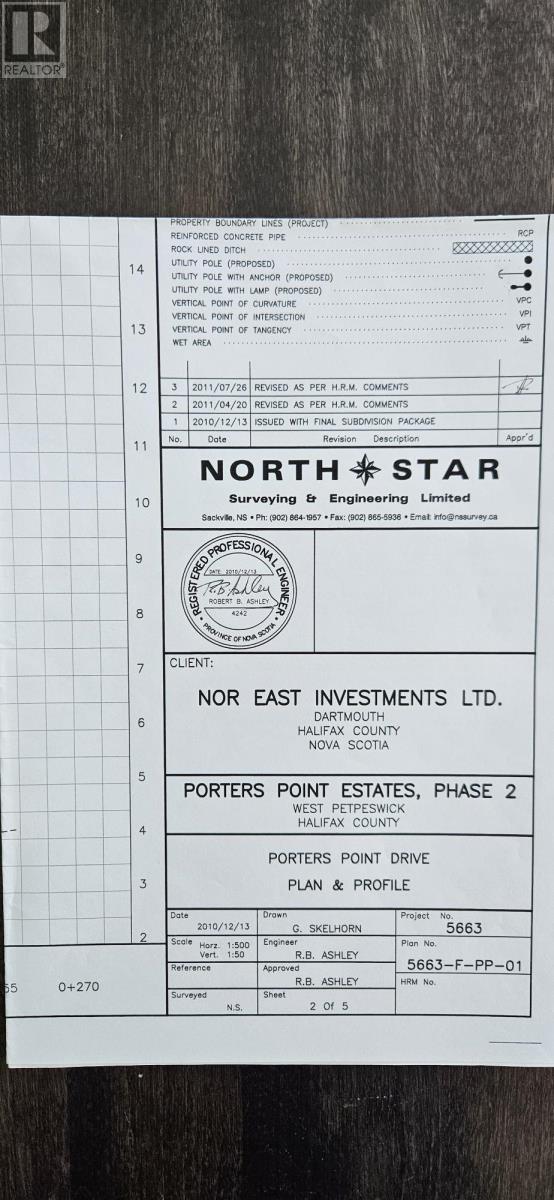 R
REALTOR®
PROPERTY BOUNDARY LINES (PROJECT)
REINFORCED CONCRETE PIPE RCP
ROCK LINED DITCH
UTILITY POLE (PROPOSED)
UTILITY POLE WITH ANCHOR (PROPOSED)
UTILITY POLE WITH LAMP (PROPOSED)
VERTICAL POINT OF CURVATURE VPC
VERTICAL POINT OF INTERSECTION VPI
VERTICAL POINT OF TANGENCY VPT
WET AREA
14
13
12
11
10
9
8
7
6
5
4
3
2
3 2011/07/26 REVISED AS PER H.R.M. COMMENTS
2 2011/04/20 REVISED AS PER H.R.M. COMMENTS
1 2010/12/13 ISSUED WITH FINAL SUBDIVISION PACKAGE
No. Date Revision Description Appr'd
NORTH STAR
Surveying & Engineering Limited
Sackville, NS • Ph: (902) 864-1957 • Fax: (902) 865-5936 • Email: info@nssurvey.ca
REGISTERED PROFESSIONAL ENGINEER
DATE: 2010/12/13
R.B Ashley
ROBERT B. ASHLEY
4242
PROVINCE OF NOVA SCOTIA
CLIENT:
NOR EAST INVESTMENTS LTD.
DARTMOUTH
HALIFAX COUNTY
NOVA SCOTIA
PORTERS POINT ESTATES, PHASE 2
WEST PETPESWICK
HALIFAX COUNTY
PORTERS POINT DRIVE
PLAN & PROFILE
Date 2010/12/13
Drawn G. SKELHORN
Project No. 5663
Scale Horz. 1:500
Vert. 1:50
Engineer R.B. ASHLEY
Plan No. 5663-F-PP-01
Reference
Approved R.B. ASHLEY
HRM No.
Surveyed N.S.
Sheet 2 Of 5
0+270